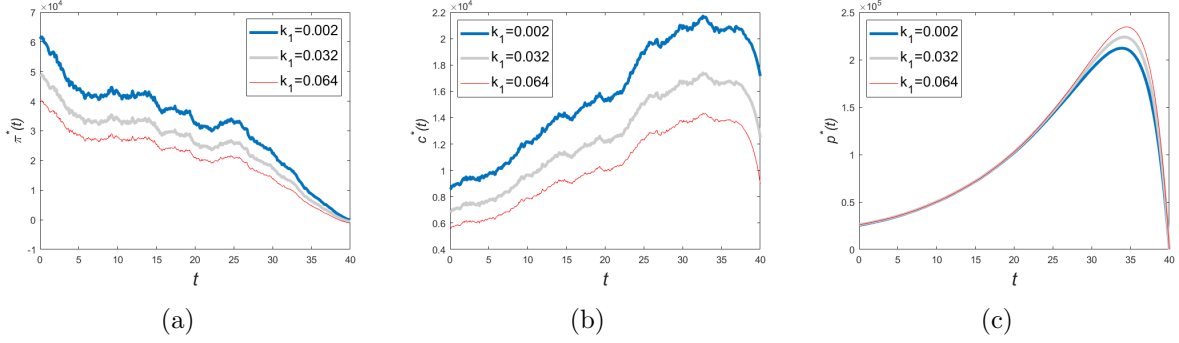 ×10⁴
7
6
5
4
3
2
1
0
-1
π*(t)
0 5 10 15 20 25 30 35 40
t
k₁=0.002
k₁=0.032
k₁=0.064
(a)
×10⁴
2.2
2
1.8
1.6
1.4
1.2
1
0.8
0.6
0.4
c*(t)
0 5 10 15 20 25 30 35 40
t
k₁=0.002
k₁=0.032
k₁=0.064
(b)
×10⁵
2.5
2
1.5
1
0.5
0
p*(t)
0 5 10 15 20 25 30 35 40
t
k₁=0.002
k₁=0.032
k₁=0.064
(c)